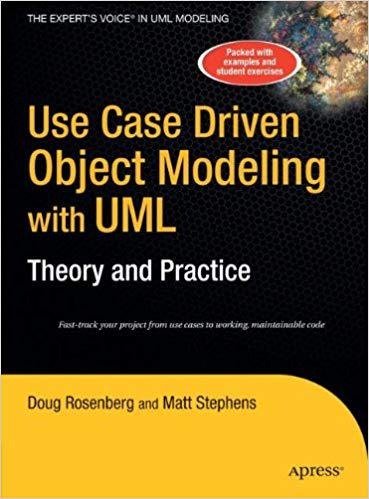 THE EXPERT'S VOICE® IN UML MODELING
Packed with
examples and
student exercises
Use Case Driven
Object Modeling
with UML
Theory and Practice
Fast-track your project from use cases to working, maintainable code
Doug Rosenberg and Matt Stephens
Apress®